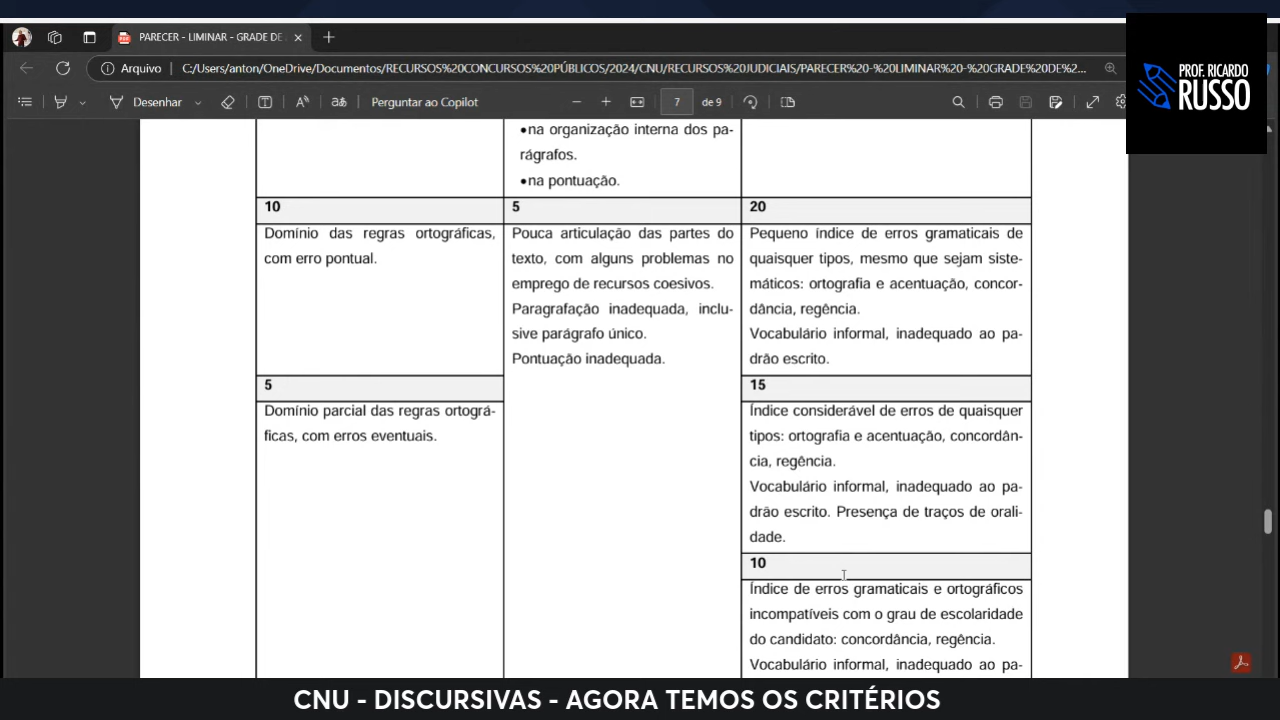 PARECER - LIMINAR - GRADE DE
Arquivo
C:/Users/anton/OneDrive/Documentos/RECURSOS%20CONCURSOS%20PÚBLICOS/2024/CNU/RECURSOS%20JUDICIAIS/PARECER%20-%20LIMINAR%20-%20GRADE%20DE%2...
Desenhar
Perguntar ao Copilot
7
de 9
PROF. RICARDO
RUSSO
•na organização interna dos pa-
rágrafos.
•na pontuação.
10
Domínio das regras ortográficas,
com erro pontual.
5
Domínio parcial das regras ortográ-
ficas, com erros eventuais.
5
Pouca articulação das partes do
texto, com alguns problemas no
emprego de recursos coesivos.
Paragrafação inadequada, inclu-
sive parágrafo único.
Pontuação inadequada.
20
Pequeno índice de erros gramaticais de
quaisquer tipos, mesmo que sejam siste-
máticos: ortografia e acentuação, concor-
dância, regência.
Vocabulário informal, inadequado ao pa-
drão escrito.
15
Índice considerável de erros de quaisquer
tipos: ortografia e acentuação, concordân-
cia, regência.
Vocabulário informal, inadequado ao pa-
drão escrito. Presença de traços de orali-
dade.
10
Índice de erros gramaticais e ortográficos
incompatíveis com o grau de escolaridade
do candidato: concordância, regência.
Vocabulário informal, inadequado ao pa-
CNU - DISCURSIVAS - AGORA TEMOS OS CRITÉRIOS